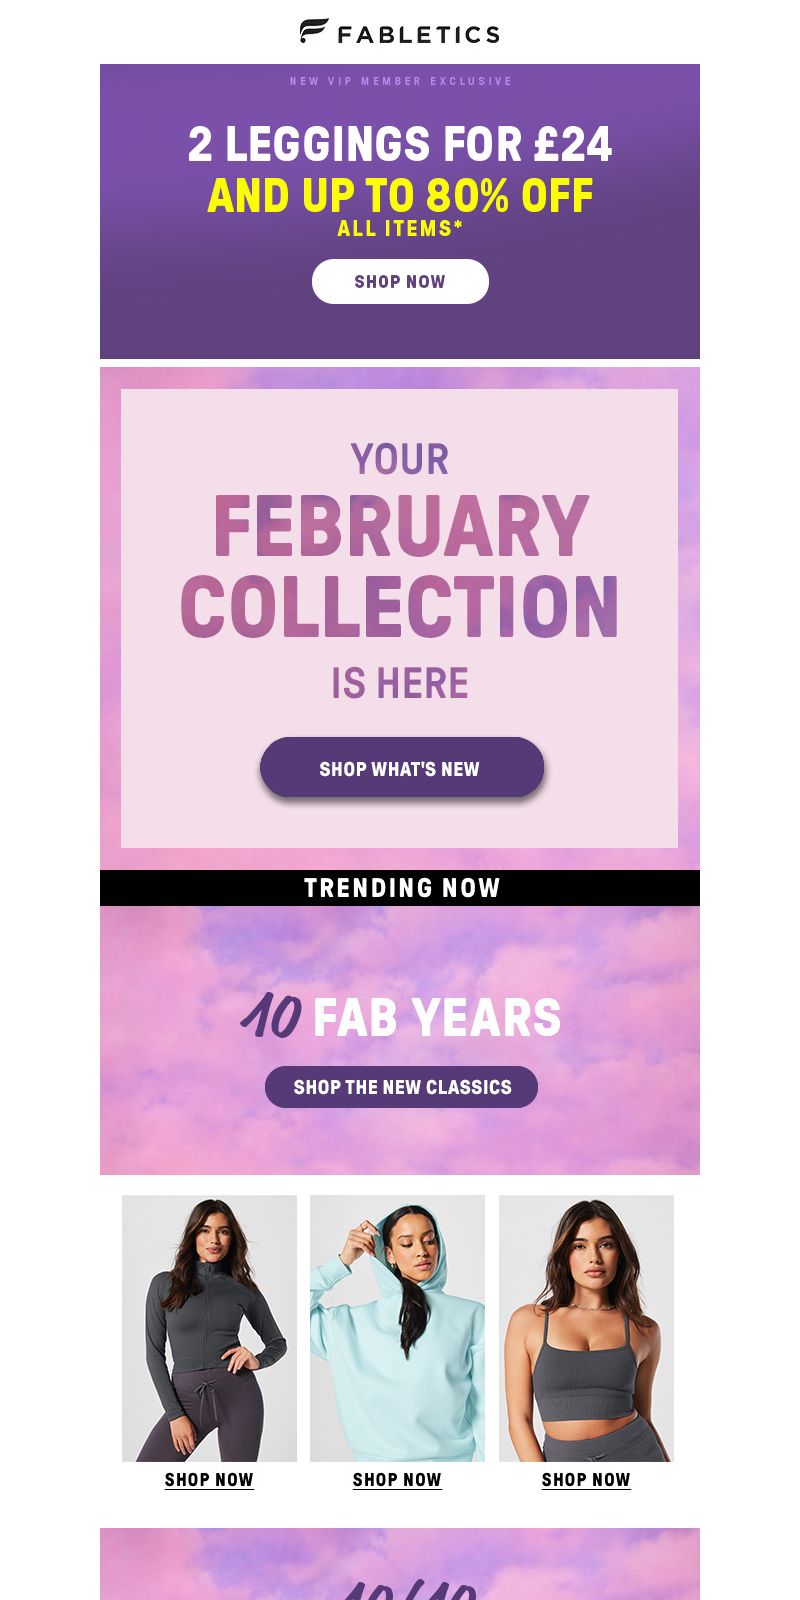 FABLETICS
NEW VIP MEMBER EXCLUSIVE
2 LEGGINGS FOR £24
AND UP TO 80% OFF
ALL ITEMS*
SHOP NOW
YOUR
FEBRUARY
COLLECTION
IS HERE
SHOP WHAT'S NEW
TRENDING NOW
10 FAB YEARS
SHOP THE NEW CLASSICS
SHOP NOW
SHOP NOW
SHOP NOW